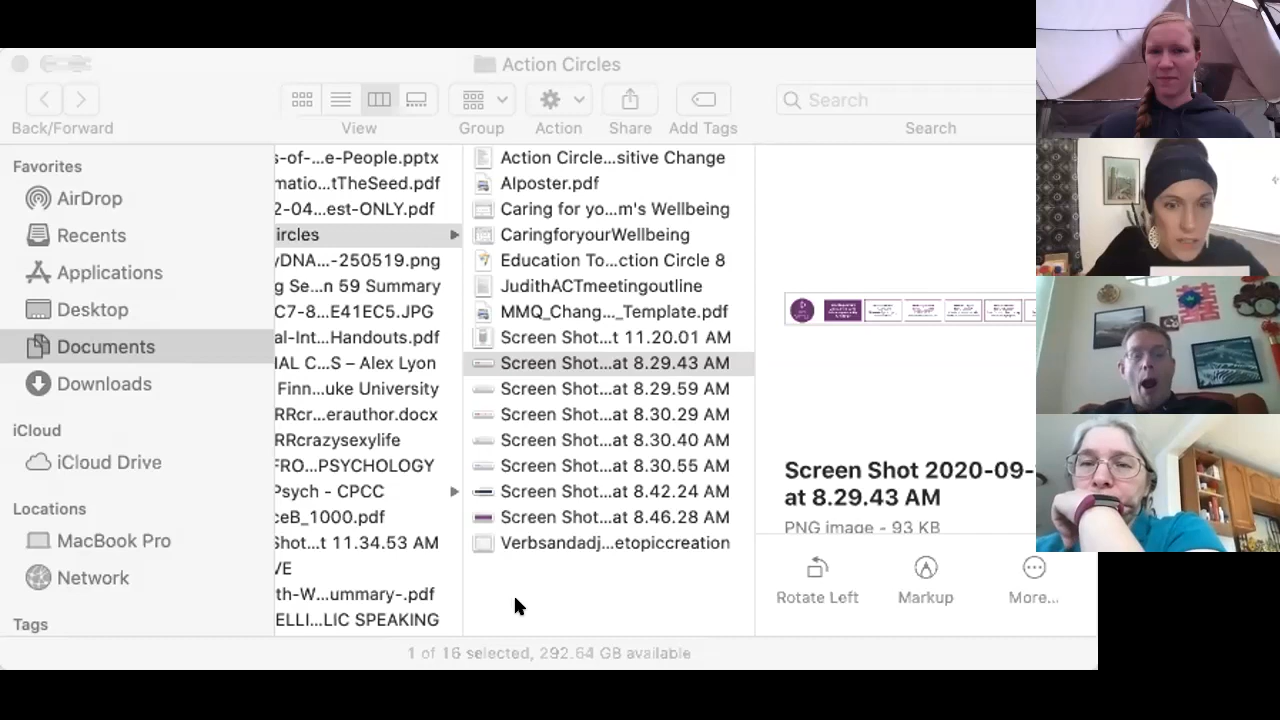 Action Circles
Back/Forward
View
Group
Action
Share
Add Tags
Search
Search
Favorites
AirDrop
Recents
Applications
Desktop
Documents
Downloads
iCloud
iCloud Drive
Locations
MacBook Pro
Network
Tags
s-of-...e-People.pptx
matio...tTheSeed.pdf
2-04...est-ONLY.pdf
ircles
yDNA...-250519.png
g Se...n 59 Summary
C7-8...E41EC5.JPG
al-Int...Handouts.pdf
IAL C...S – Alex Lyon
Finn...uke University
RRcr...erauthor.docx
RRcrazysexylife
FRO...PSYCHOLOGY
Psych - CPCC
ceB_1000.pdf
Shot...t 11.34.53 AM
VE
th-W...ummary-.pdf
ELLI...LIC SPEAKING
Action Circle...sitive Change
AIposter.pdf
Caring for yo...m's Wellbeing
CaringforyourWellbeing
Education To...ction Circle 8
JudithACTmeetingoutline
MMQ_Chang..._Template.pdf
Screen Shot...t 11.20.01 AM
Screen Shot...at 8.29.43 AM
Screen Shot...at 8.29.59 AM
Screen Shot...at 8.30.29 AM
Screen Shot...at 8.30.40 AM
Screen Shot...at 8.30.55 AM
Screen Shot...at 8.42.24 AM
Screen Shot...at 8.46.28 AM
Verbsandadj...etopiccreation
Screen Shot 2020-09-
at 8.29.43 AM
PNG image - 93 KB
Rotate Left
Markup
More...
1 of 16 selected, 292.64 GB available